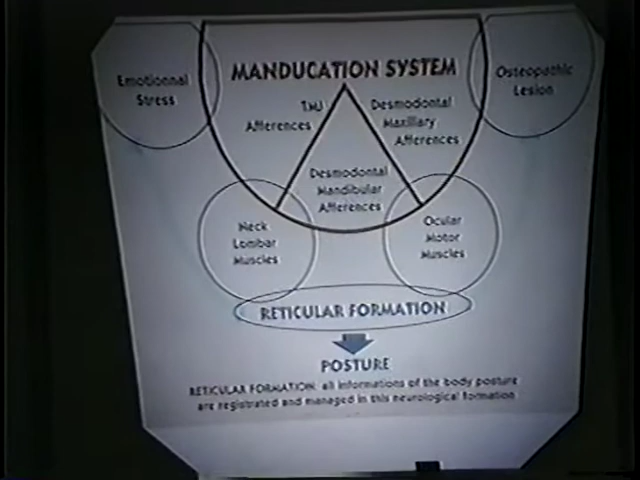 MANDUCATION SYSTEM
Emotionnal
Stress
Osteopathic
Lesion
TMJ
Afferences
Desmodontal
Maxillary
Afferences
Desmodontal
Mandibular
Afferences
Neck
Lombar
Muscles
Ocular
Motor
Muscles
RETICULAR FORMATION
POSTURE
RETICULAR FORMATION: all informations of the body posture
are registrated and managed in this neurological formation